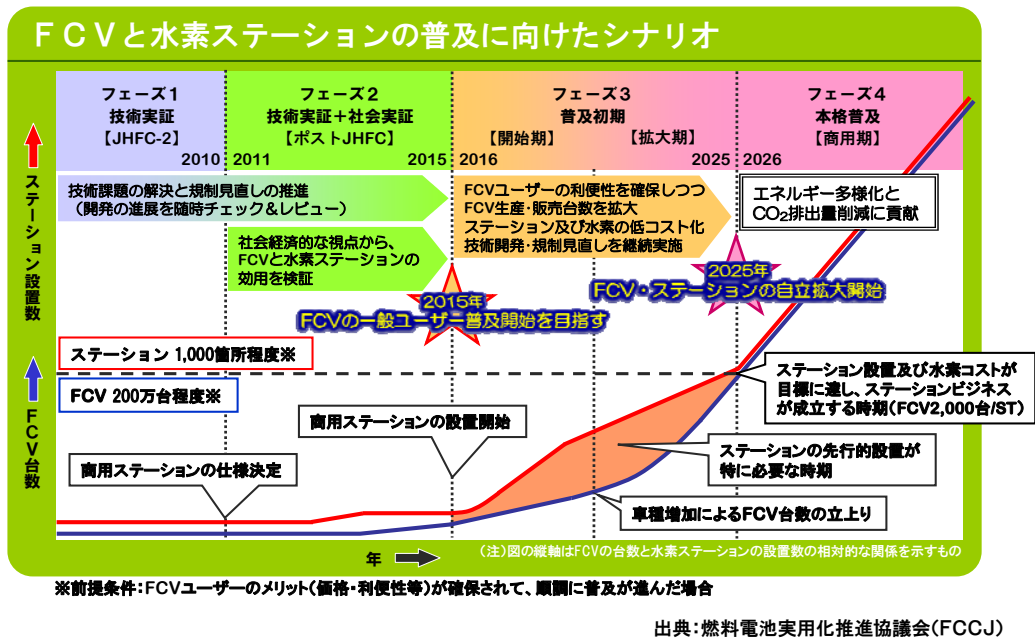 FCVと水素ステーションの普及に向けたシナリオ
フェーズ1
技術実証
【JHFC-2】
2010
フェーズ2
技術実証+社会実証
【ポストJHFC】
2011
2015
フェーズ3
普及初期
【開始期】
【拡大期】
2016
2025
フェーズ4
本格普及
【商用期】
2026
技術課題の解決と規制見直しの推進
(開発の進展を随時チェック&レビュー)
社会経済的な視点から、
FCVと水素ステーションの
効用を検証
FCVユーザーの利便性を確保しつつ
FCV生産・販売台数を拡大
ステーション及び水素の低コスト化
技術開発・規制見直しを継続実施
エネルギー多様化と
CO₂排出量削減に貢献
2015年
FCVの一般ユーザー普及開始を目指す
2025年
FCV・ステーションの自立拡大開始
ステーション設置数
FCV台数
ステーション 1,000箇所程度※
FCV 200万台程度※
商用ステーションの仕様決定
商用ステーションの設置開始
ステーション設置及び水素コストが
目標に達し、ステーションビジネス
が成立する時期(FCV2,000台/ST)
ステーションの先行的設置が
特に必要な時期
車種増加によるFCV台数の立上り
年
(注)図の縦軸はFCVの台数と水素ステーションの設置数の相対的な関係を示すもの
※前提条件:FCVユーザーのメリット(価格・利便性等)が確保されて、順調に普及が進んだ場合
出典:燃料電池実用化推進協議会(FCCJ)